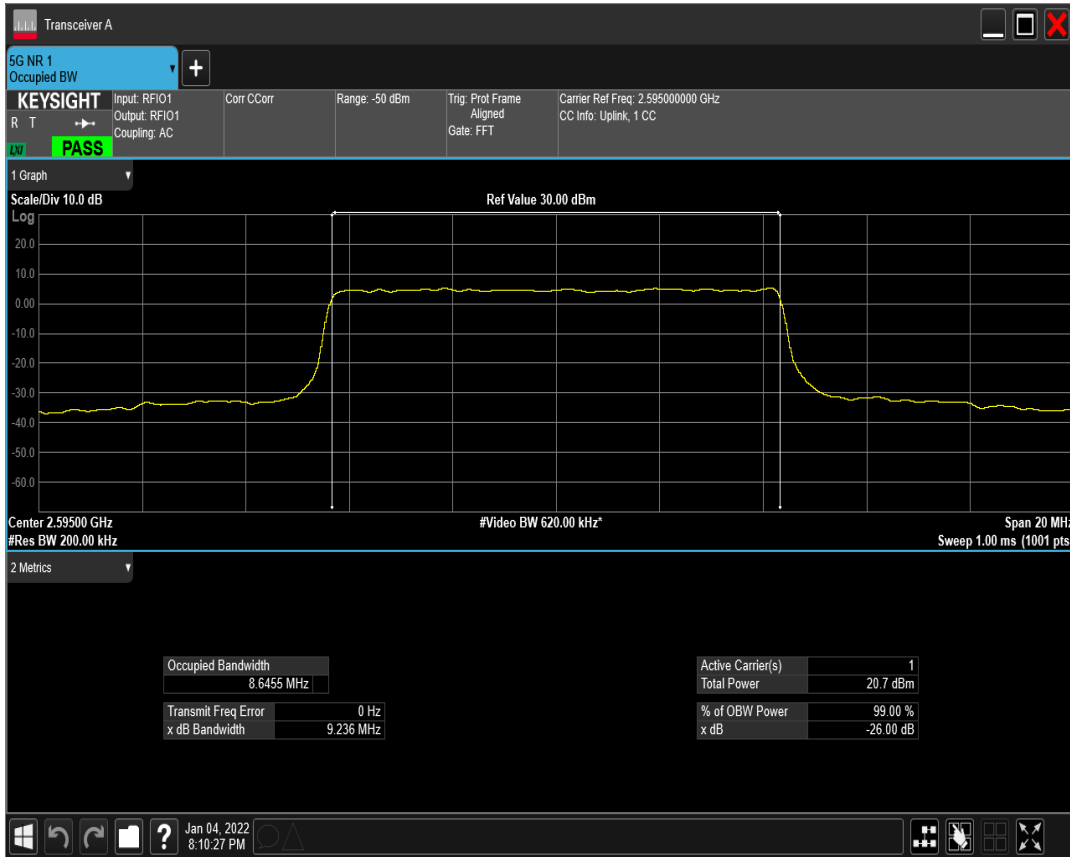 Transceiver A
5G NR 1
Occupied BW
+
KEYSIGHT
R T
LXI
PASS
Input: RFIO1
Output: RFIO1
Coupling: AC
Corr CCorr
Range: -50 dBm
Trig: Prot Frame
Aligned
Gate: FFT
Carrier Ref Freq: 2.595000000 GHz
CC Info: Uplink, 1 CC
1 Graph
Scale/Div 10.0 dB
Ref Value 30.00 dBm
Log
20.0
10.0
0.00
-10.0
-20.0
-30.0
-40.0
-50.0
-60.0
Center 2.59500 GHz
#Video BW 620.00 kHz*
Span 20 MHz
#Res BW 200.00 kHz
Sweep 1.00 ms (1001 pts
2 Metrics
Occupied Bandwidth
8.6455 MHz
Transmit Freq Error 0 Hz
x dB Bandwidth 9.236 MHz
Active Carrier(s) 1
Total Power 20.7 dBm
% of OBW Power 99.00 %
x dB -26.00 dB
?
Jan 04, 2022
8:10:27 PM